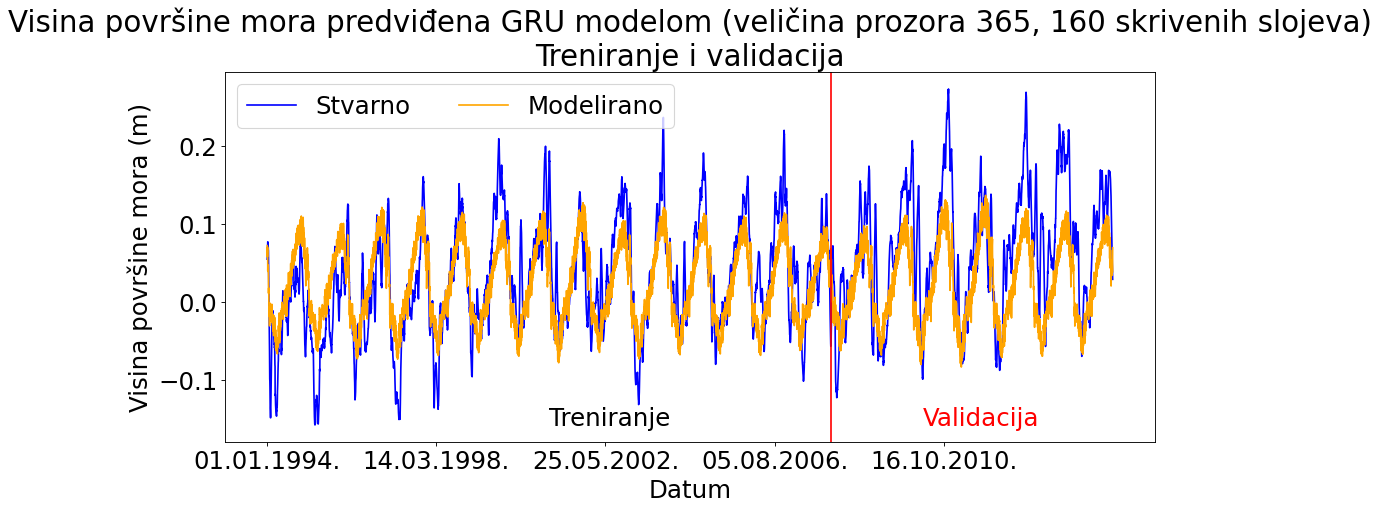 Visina površine mora predviđena GRU modelom (veličina prozora 365, 160 skrivenih slojeva)
Treniranje i validacija
Stvarno
Modelirano
Visina površine mora (m)
0.2
0.1
0.0
−0.1
Treniranje
Validacija
01.01.1994.
14.03.1998.
25.05.2002.
05.08.2006.
16.10.2010.
Datum